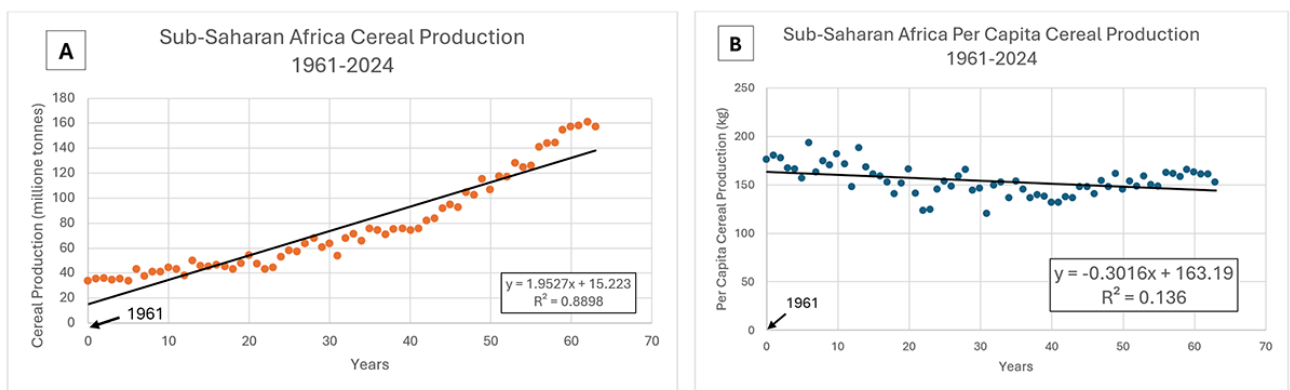 A
Sub-Saharan Africa Cereal Production
1961-2024
Cereal Production (millione tonnes)
180
160
140
120
100
80
60
40
20
0
1961
y = 1.9527x + 15.223
R² = 0.8898
0 10 20 30 40 50 60 70
Years
B
Sub-Saharan Africa Per Capita Cereal Production
1961-2024
Per Capita Cereal Production (kg)
250
200
150
100
50
0
1961
y = -0.3016x + 163.19
R² = 0.136
0 10 20 30 40 50 60 70
Years